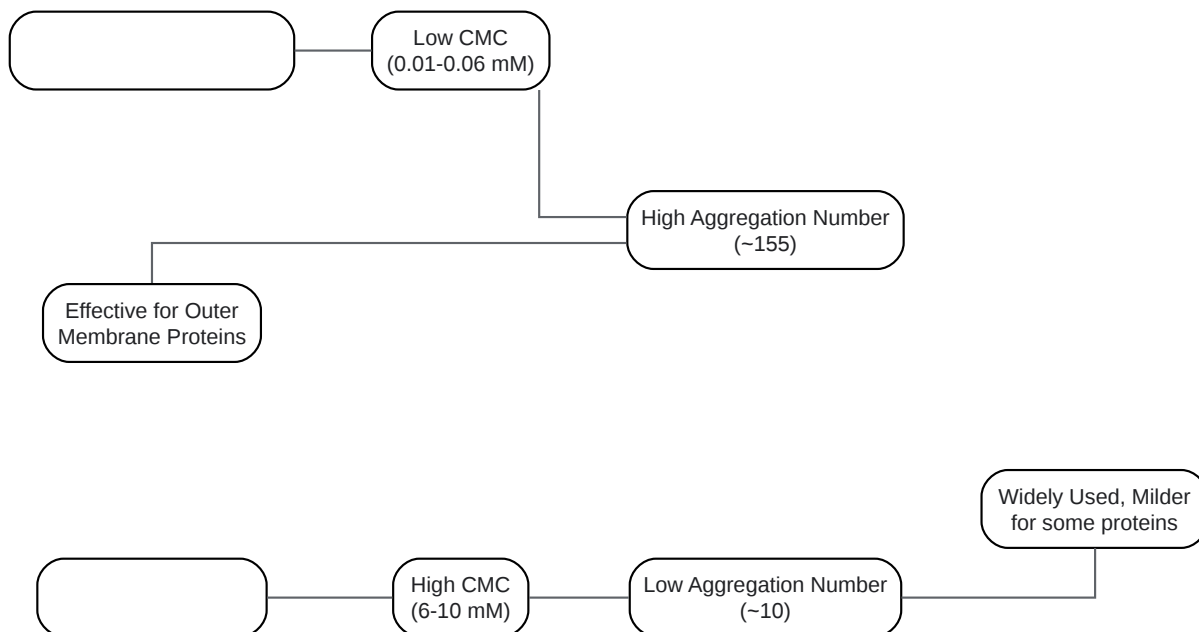 Low CMC
(0.01-0.06 mM)
High Aggregation Number
(~155)
Effective for Outer
Membrane Proteins
Widely Used, Milder
for some proteins
High CMC
(6-10 mM)
Low Aggregation Number
(~10)